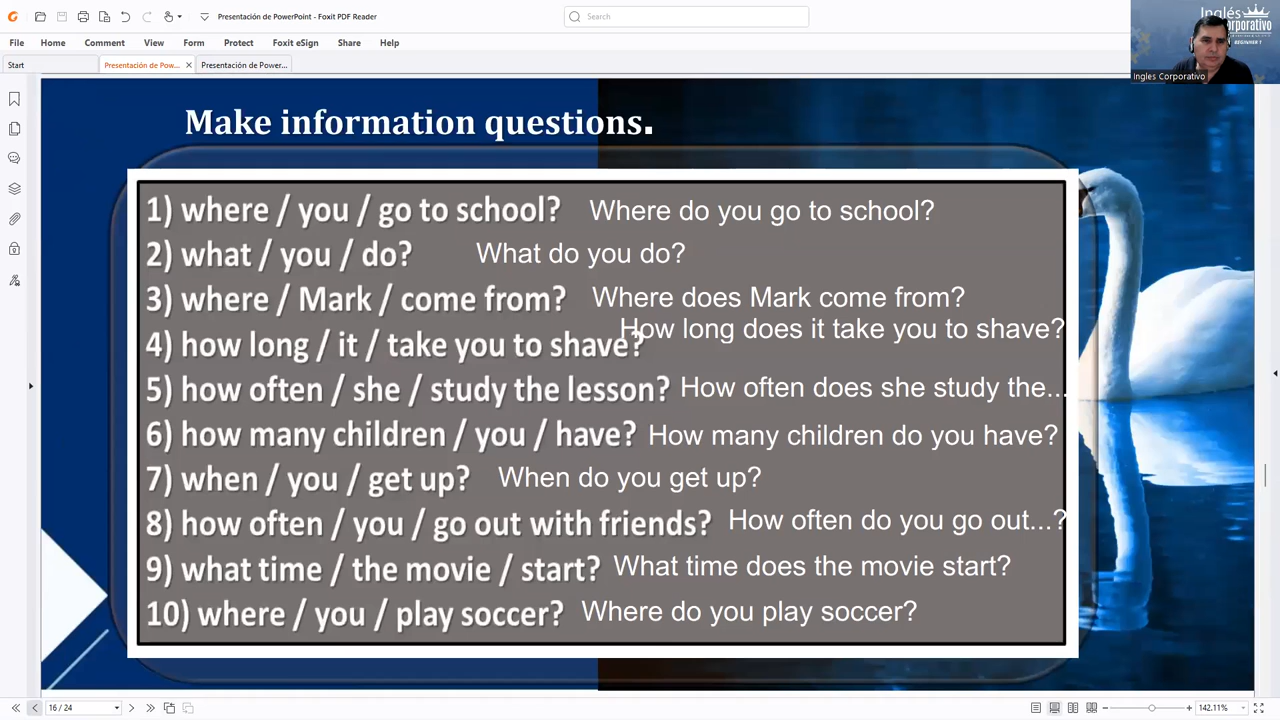 Presentación de PowerPoint - Foxit PDF Reader
Search
File Home Comment View Form Protect Foxit eSign Share Help
Start
Presentación de Pow...
Presentación de Power...
Inglés
Corporativo
BEGINNER 1
Ingles Corporativo
Make information questions.
1) where / you / go to school? Where do you go to school?
2) what / you / do? What do you do?
3) where / Mark / come from? Where does Mark come from?
4) how long / it / take you to shave? How long does it take you to shave?
5) how often / she / study the lesson? How often does she study the...
6) how many children / you / have? How many children do you have?
7) when / you / get up? When do you get up?
8) how often / you / go out with friends? How often do you go out...?
9) what time / the movie / start? What time does the movie start?
10) where / you / play soccer? Where do you play soccer?
16 / 24
142.11%